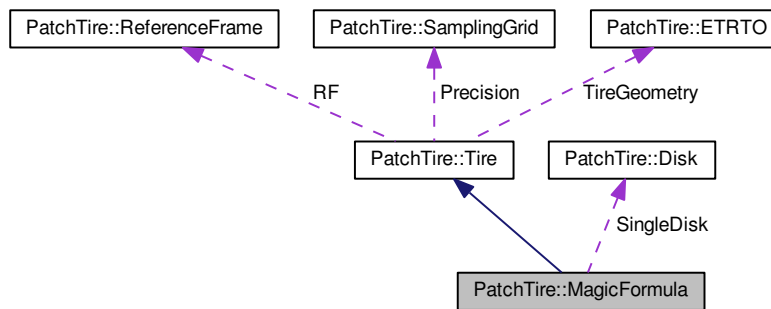 PatchTire::ReferenceFrame
PatchTire::SamplingGrid
PatchTire::ETRTO
RF
Precision
TireGeometry
PatchTire::Tire
PatchTire::Disk
SingleDisk
PatchTire::MagicFormula